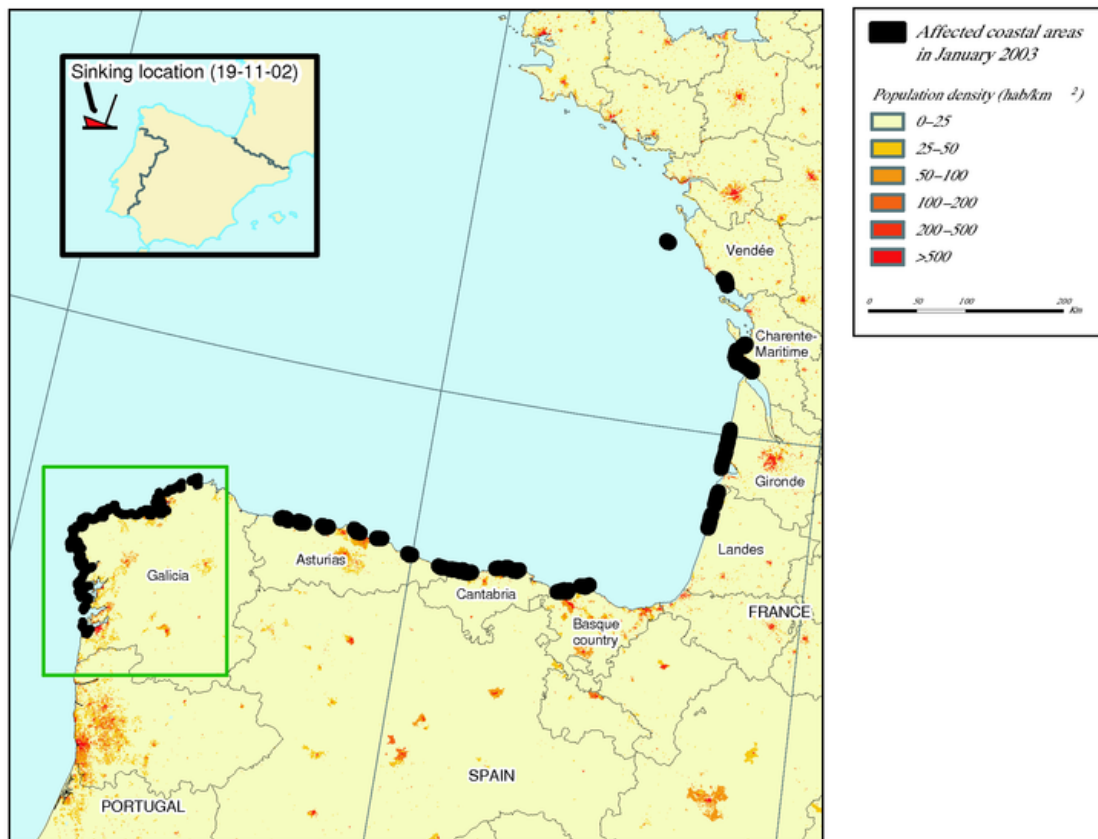 Sinking location (19-11-02)
Vendée
Charente-
Maritime
Gironde
Landes
Galicia
Asturias
Cantabria
Basque
country
FRANCE
SPAIN
PORTUGAL
Affected coastal areas
in January 2003
Population density (hab/km 2)
0–25
25–50
50–100
100–200
200–500
>500
0 50 100 200
Km